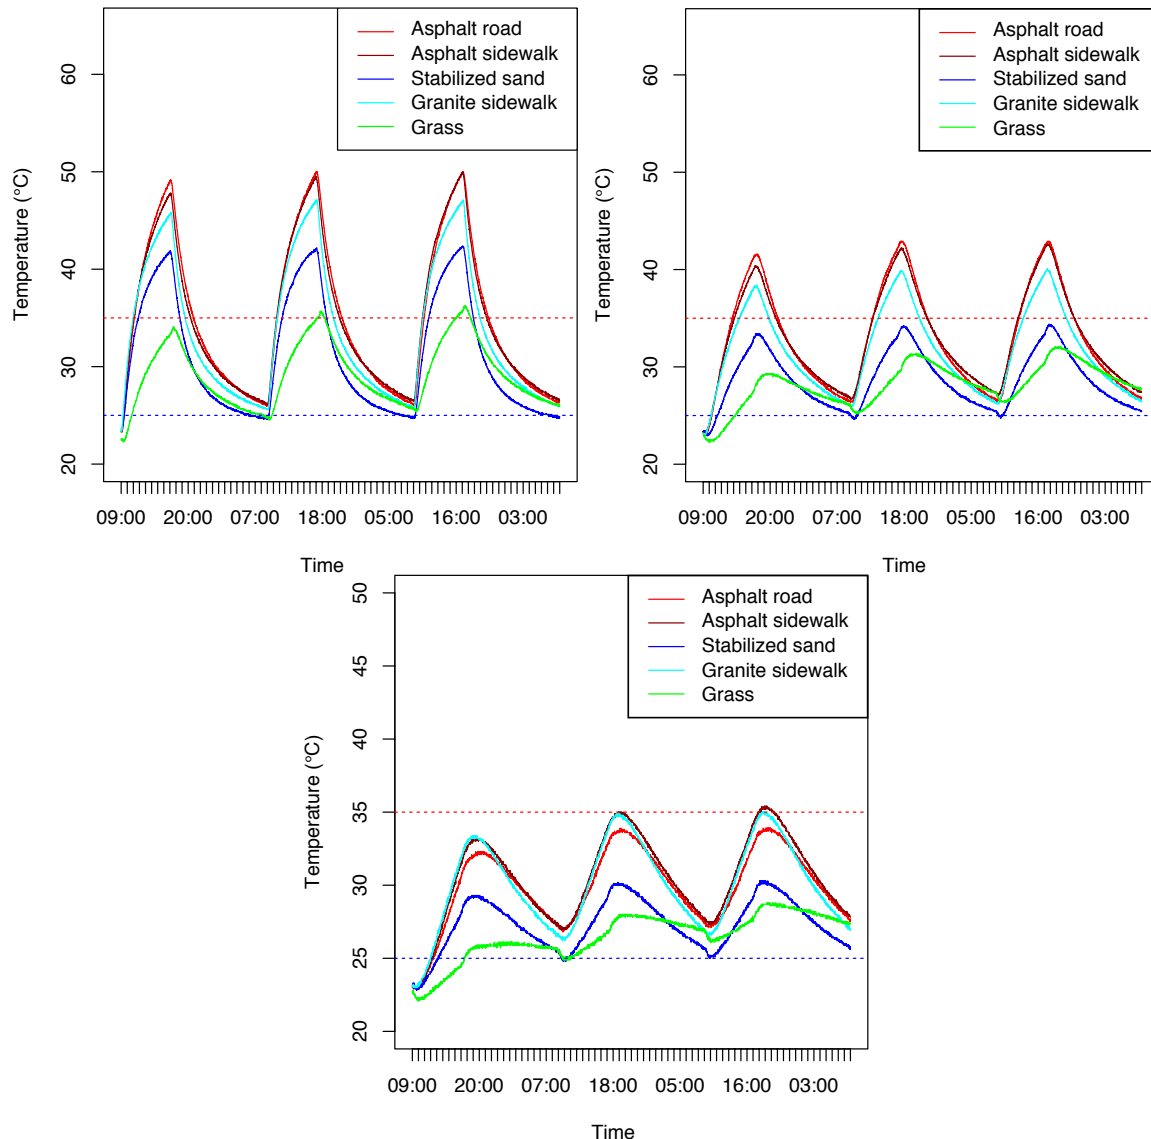 Asphalt road
Asphalt sidewalk
Stabilized sand
Granite sidewalk
Grass
Temperature (°C)
60
50
40
30
20
09:00 20:00 07:00 18:00 05:00 16:00 03:00
Time
Asphalt road
Asphalt sidewalk
Stabilized sand
Granite sidewalk
Grass
Temperature (°C)
60
50
40
30
20
09:00 20:00 07:00 18:00 05:00 16:00 03:00
Time
Asphalt road
Asphalt sidewalk
Stabilized sand
Granite sidewalk
Grass
Temperature (°C)
50
45
40
35
30
25
20
09:00 20:00 07:00 18:00 05:00 16:00 03:00
Time